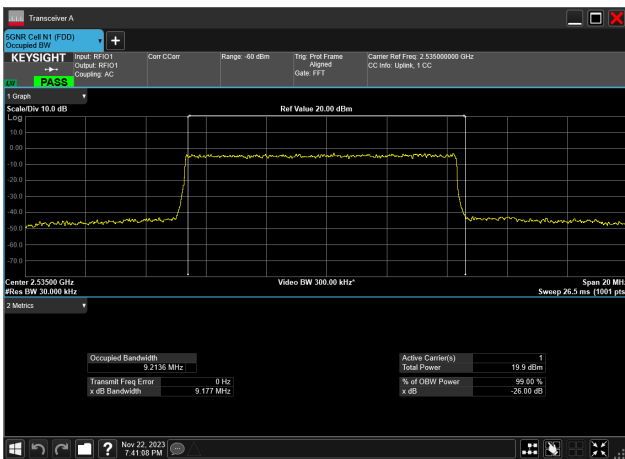 Transceiver A
5GNR Cell N1 (FDD)
Occupied BW
KEYSIGHT
PASS
Input: RFIO1
Output: RFIO1
Coupling: AC
Corr CCorr
Range: -60 dBm
Trig: Prot Frame
Aligned
Gate: FFT
Carrier Ref Freq: 2.535000000 GHz
CC Info: Uplink, 1 CC
1 Graph
Scale/Div 10.0 dB
Ref Value 20.00 dBm
Log
10.0
0.00
-10.0
-20.0
-30.0
-40.0
-50.0
-60.0
-70.0
Center 2.53500 GHz
Video BW 300.00 kHz*
Span 20 MHz
#Res BW 30.000 kHz
Sweep 26.5 ms (1001 pts
2 Metrics
Occupied Bandwidth
9.2136 MHz
Transmit Freq Error 0 Hz
x dB Bandwidth 9.177 MHz
Active Carrier(s) 1
Total Power 19.9 dBm
% of OBW Power 99.00 %
x dB -26.00 dB
Nov 22, 2023
7:41:08 PM